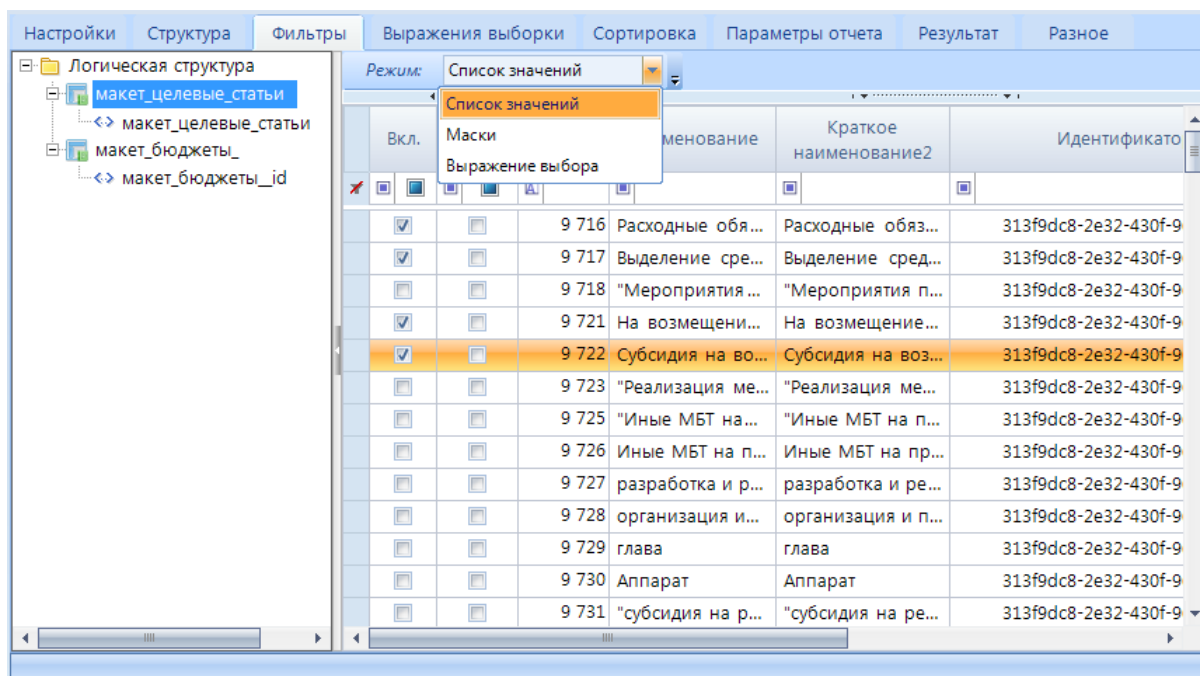 Настройки Структура Фильтры Выражения выборки Сортировка Параметры отчета Результат Разное
Логическая структура
макет_целевые_статьи
макет_целевые_статьи
макет_бюджеты_
макет_бюджеты__id
Режим: Список значений
Список значений
Маски
Выражение выбора
Вкл. менование Краткое наименование2 Идентификато
9 716 Расходные обя... Расходные обяз... 313f9dc8-2e32-430f-9
9 717 Выделение сре... Выделение сред... 313f9dc8-2e32-430f-9
9 718 "Мероприятия ... "Мероприятия п... 313f9dc8-2e32-430f-9
9 721 На возмещени... На возмещение... 313f9dc8-2e32-430f-9
9 722 Субсидия на во... Субсидия на воз... 313f9dc8-2e32-430f-9
9 723 "Реализация ме... "Реализация ме... 313f9dc8-2e32-430f-9
9 725 "Иные МБТ на... "Иные МБТ на п... 313f9dc8-2e32-430f-9
9 726 Иные МБТ на п... Иные МБТ на пр... 313f9dc8-2e32-430f-9
9 727 разработка и р... разработка и ре... 313f9dc8-2e32-430f-9
9 728 организация и... организация и п... 313f9dc8-2e32-430f-9
9 729 глава глава 313f9dc8-2e32-430f-9
9 730 Аппарат Аппарат 313f9dc8-2e32-430f-9
9 731 "субсидия на р... "субсидия на ре... 313f9dc8-2e32-430f-9